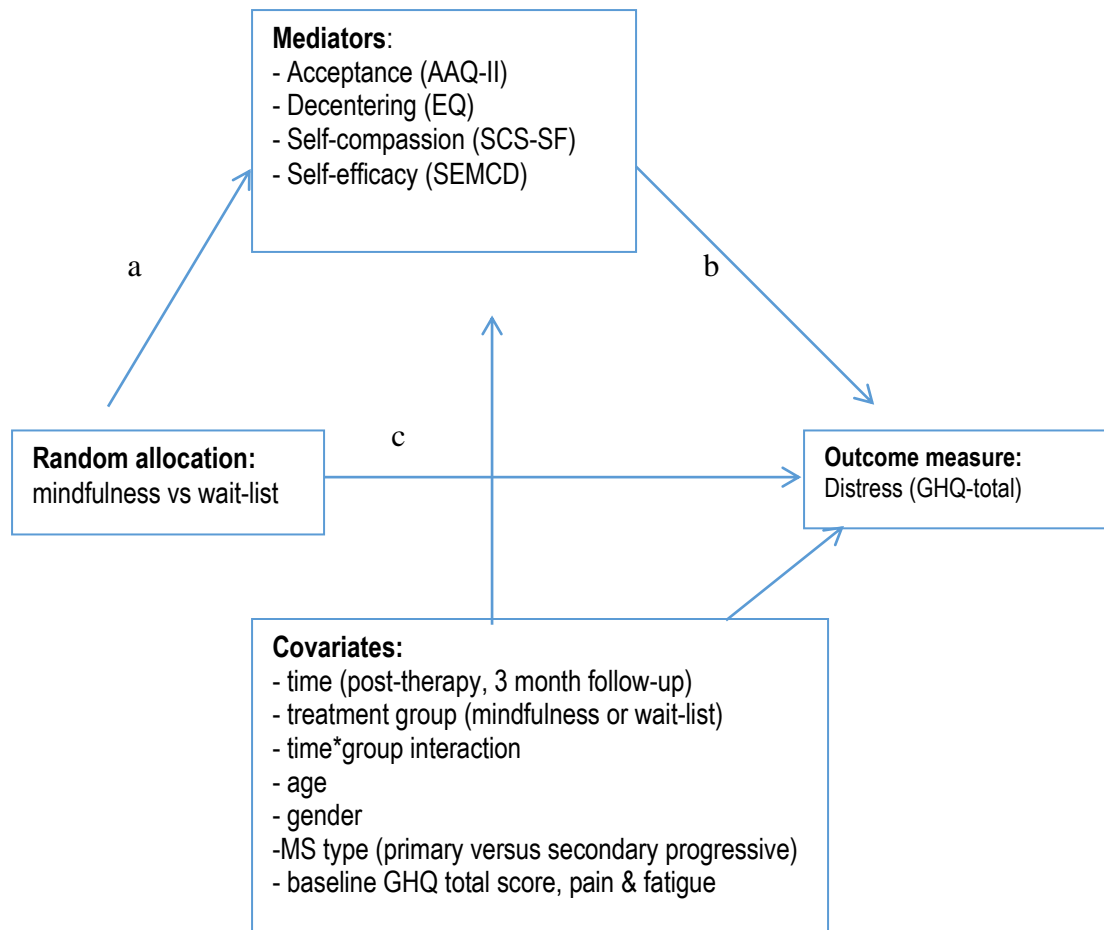 Mediators:
- Acceptance (AAQ-II)
- Decentering (EQ)
- Self-compassion (SCS-SF)
- Self-efficacy (SEMCD)
a
b
c
Random allocation:
mindfulness vs wait-list
Outcome measure:
Distress (GHQ-total)
Covariates:
- time (post-therapy, 3 month follow-up)
- treatment group (mindfulness or wait-list)
- time*group interaction
- age
- gender
-MS type (primary versus secondary progressive)
- baseline GHQ total score, pain & fatigue